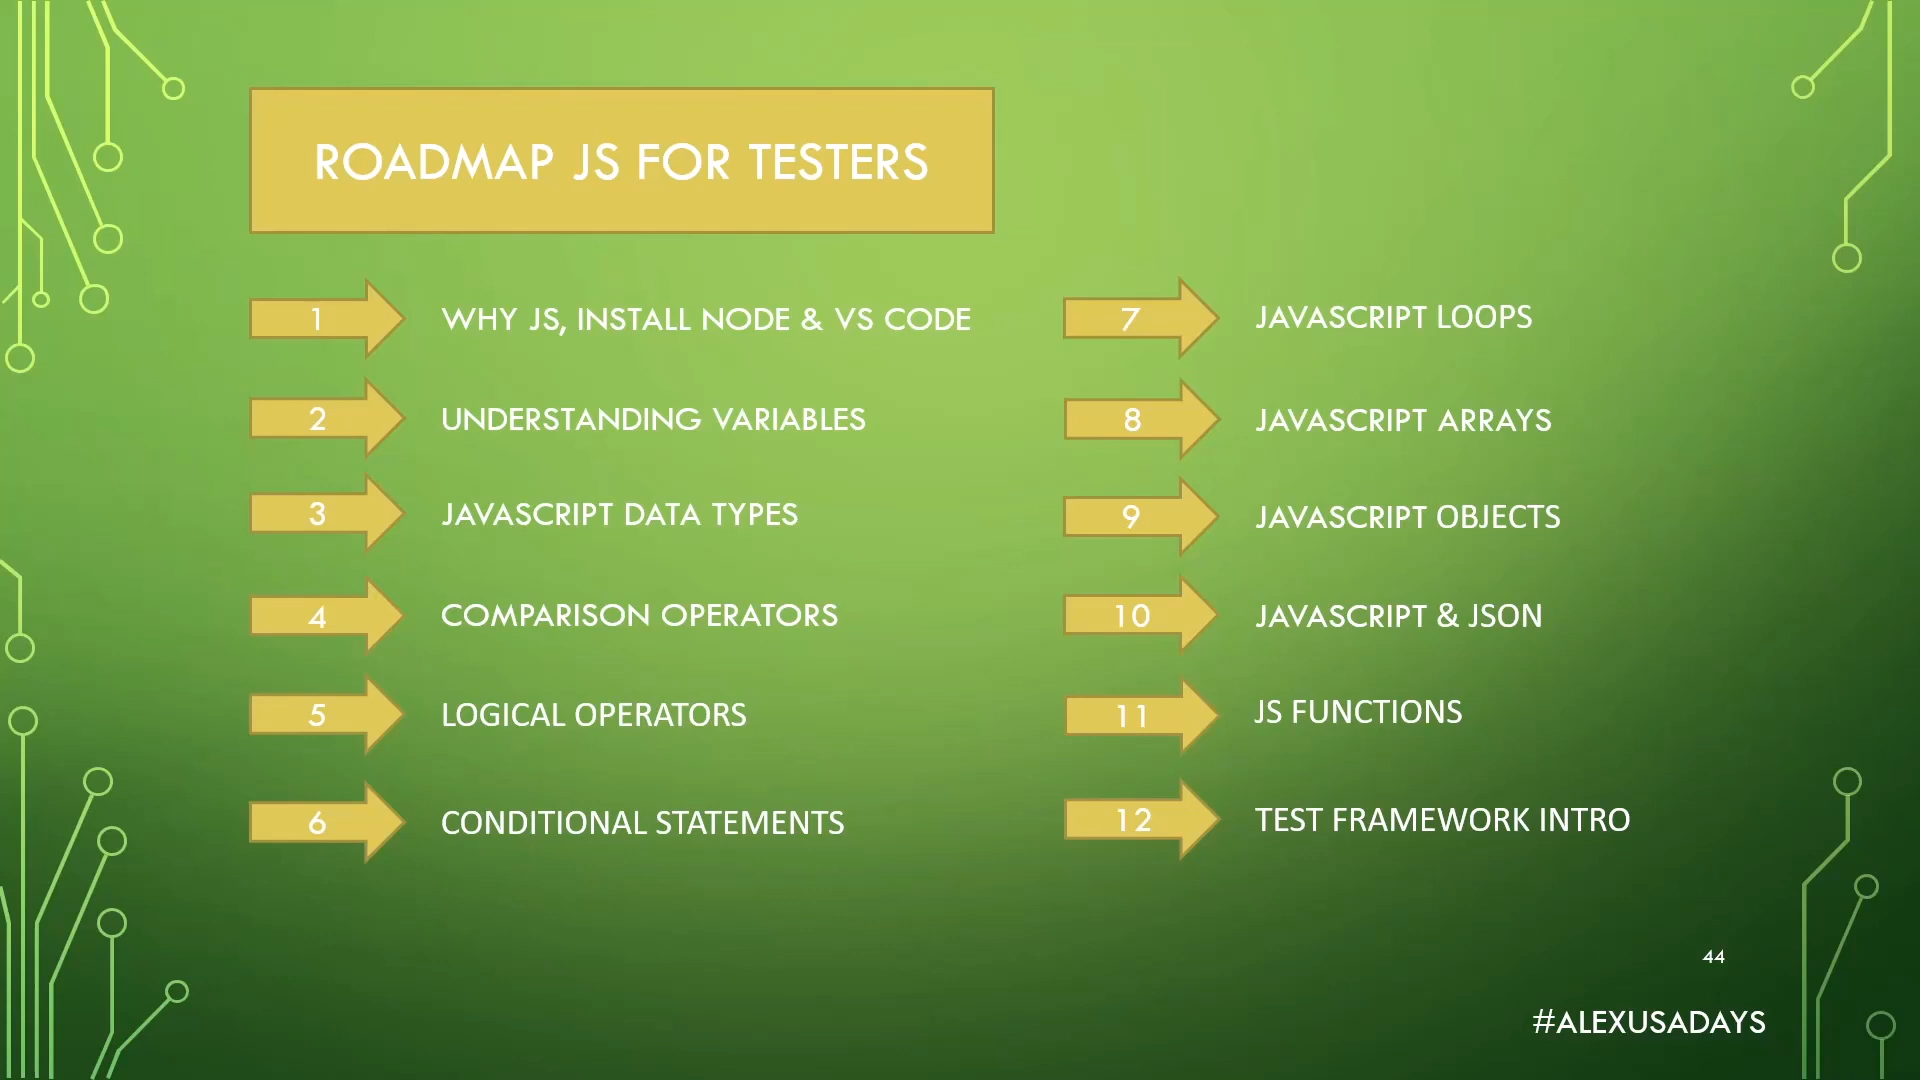 ROADMAP JS FOR TESTERS
1 WHY JS, INSTALL NODE & VS CODE
2 UNDERSTANDING VARIABLES
3 JAVASCRIPT DATA TYPES
4 COMPARISON OPERATORS
5 LOGICAL OPERATORS
6 CONDITIONAL STATEMENTS
7 JAVASCRIPT LOOPS
8 JAVASCRIPT ARRAYS
9 JAVASCRIPT OBJECTS
10 JAVASCRIPT & JSON
11 JS FUNCTIONS
12 TEST FRAMEWORK INTRO
44
#ALEXUSADAYS